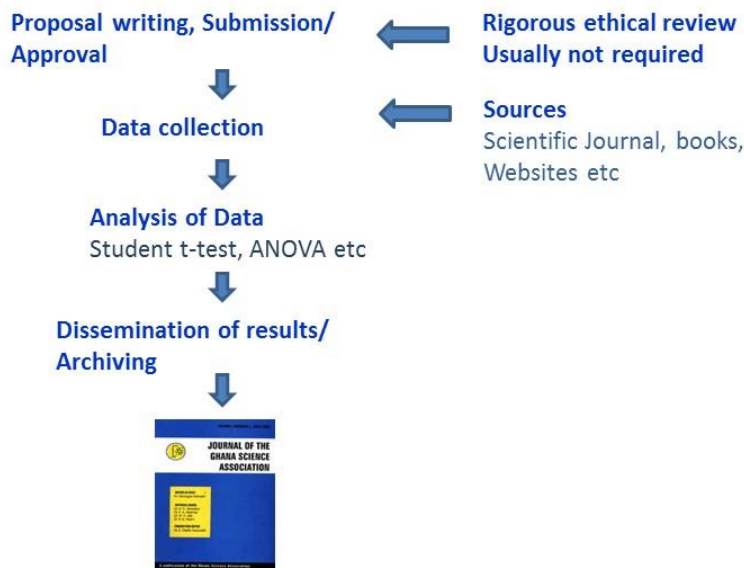 Proposal writing, Submission/
Approval
Rigorous ethical review
Usually not required
Data collection
Sources
Scientific Journal, books,
Websites etc
Analysis of Data
Student t-test, ANOVA etc
Dissemination of results/
Archiving
JOURNAL OF THE
GHANA SCIENCE
ASSOCIATION